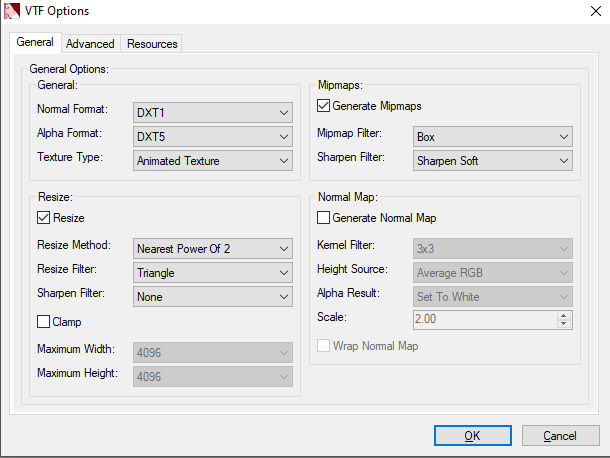 VTF Options
General Advanced Resources
General Options:
General:
Normal Format: DXT1
Alpha Format: DXT5
Texture Type: Animated Texture
Mipmaps:
Generate Mipmaps
Mipmap Filter: Box
Sharpen Filter: Sharpen Soft
Resize:
Resize
Resize Method: Nearest Power Of 2
Resize Filter: Triangle
Sharpen Filter: None
Clamp
Maximum Width: 4096
Maximum Height: 4096
Normal Map:
Generate Normal Map
Kernel Filter: 3x3
Height Source: Average RGB
Alpha Result: Set To White
Scale: 2.00
Wrap Normal Map
OK Cancel